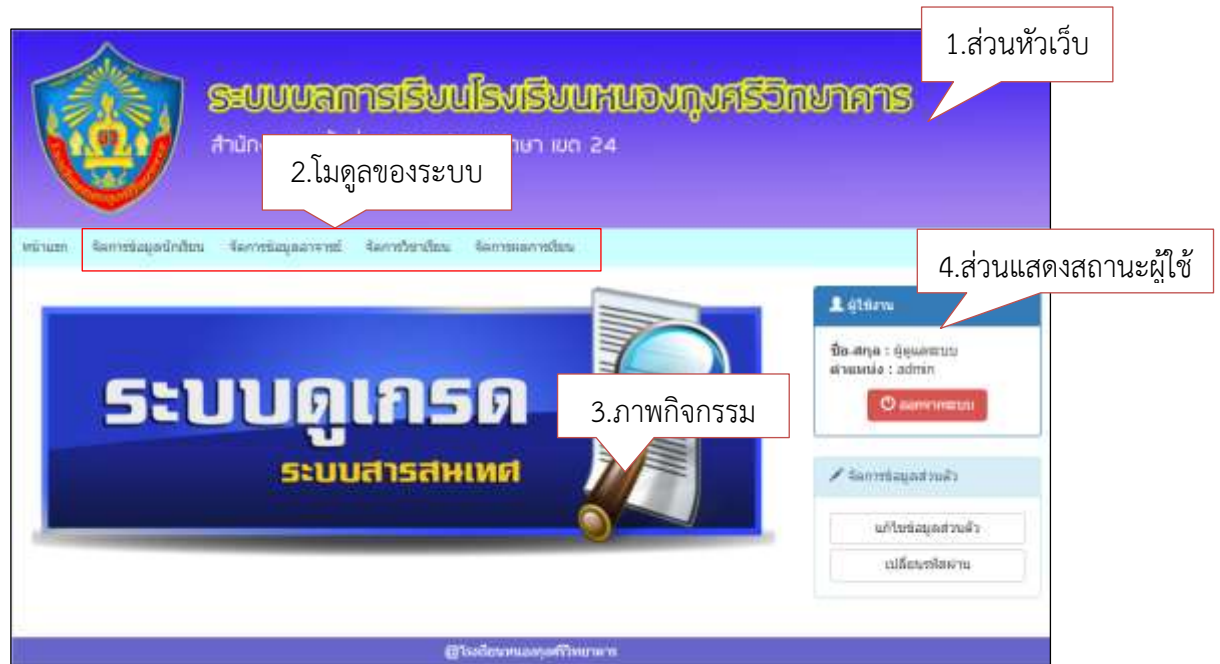 1.ส่วนหัวเว็บ
ระบบผลการเรียนโรงเรียนหนองกุงศรีวิทยาคาร
เขต 24
2.โมดูลของระบบ
หน้าแรก จัดการข้อมูลนักเรียน จัดการข้อมูลอาจารย์ จัดการวิชาเรียน จัดการผลการเรียน
4.ส่วนแสดงสถานะผู้ใช้
ผู้ใช้งาน
ชื่อ-สกุล : ผู้ดูแลระบบ
ตำแหน่ง : admin
ออกจากระบบ
ระบบดูเกรด
3.ภาพกิจกรรม
ระบบสารสนเทศ
จัดการข้อมูลส่วนตัว
แก้ไขข้อมูลส่วนตัว
เปลี่ยนรหัสผ่าน
@โรงเรียนหนองกุงศรีวิทยาคาร